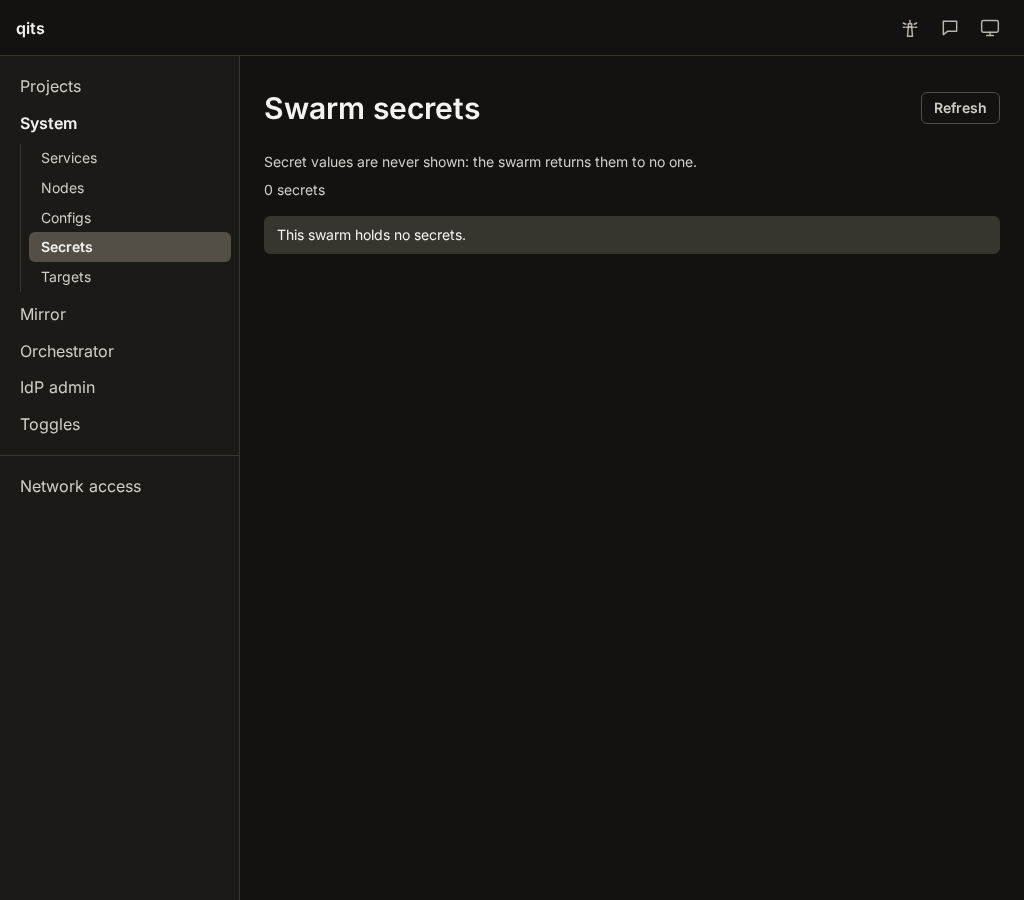 qits
Projects
System
Services
Nodes
Configs
Secrets
Targets
Mirror
Orchestrator
IdP admin
Toggles
Network access
Swarm secrets
Refresh
Secret values are never shown: the swarm returns them to no one.
0 secrets
This swarm holds no secrets.